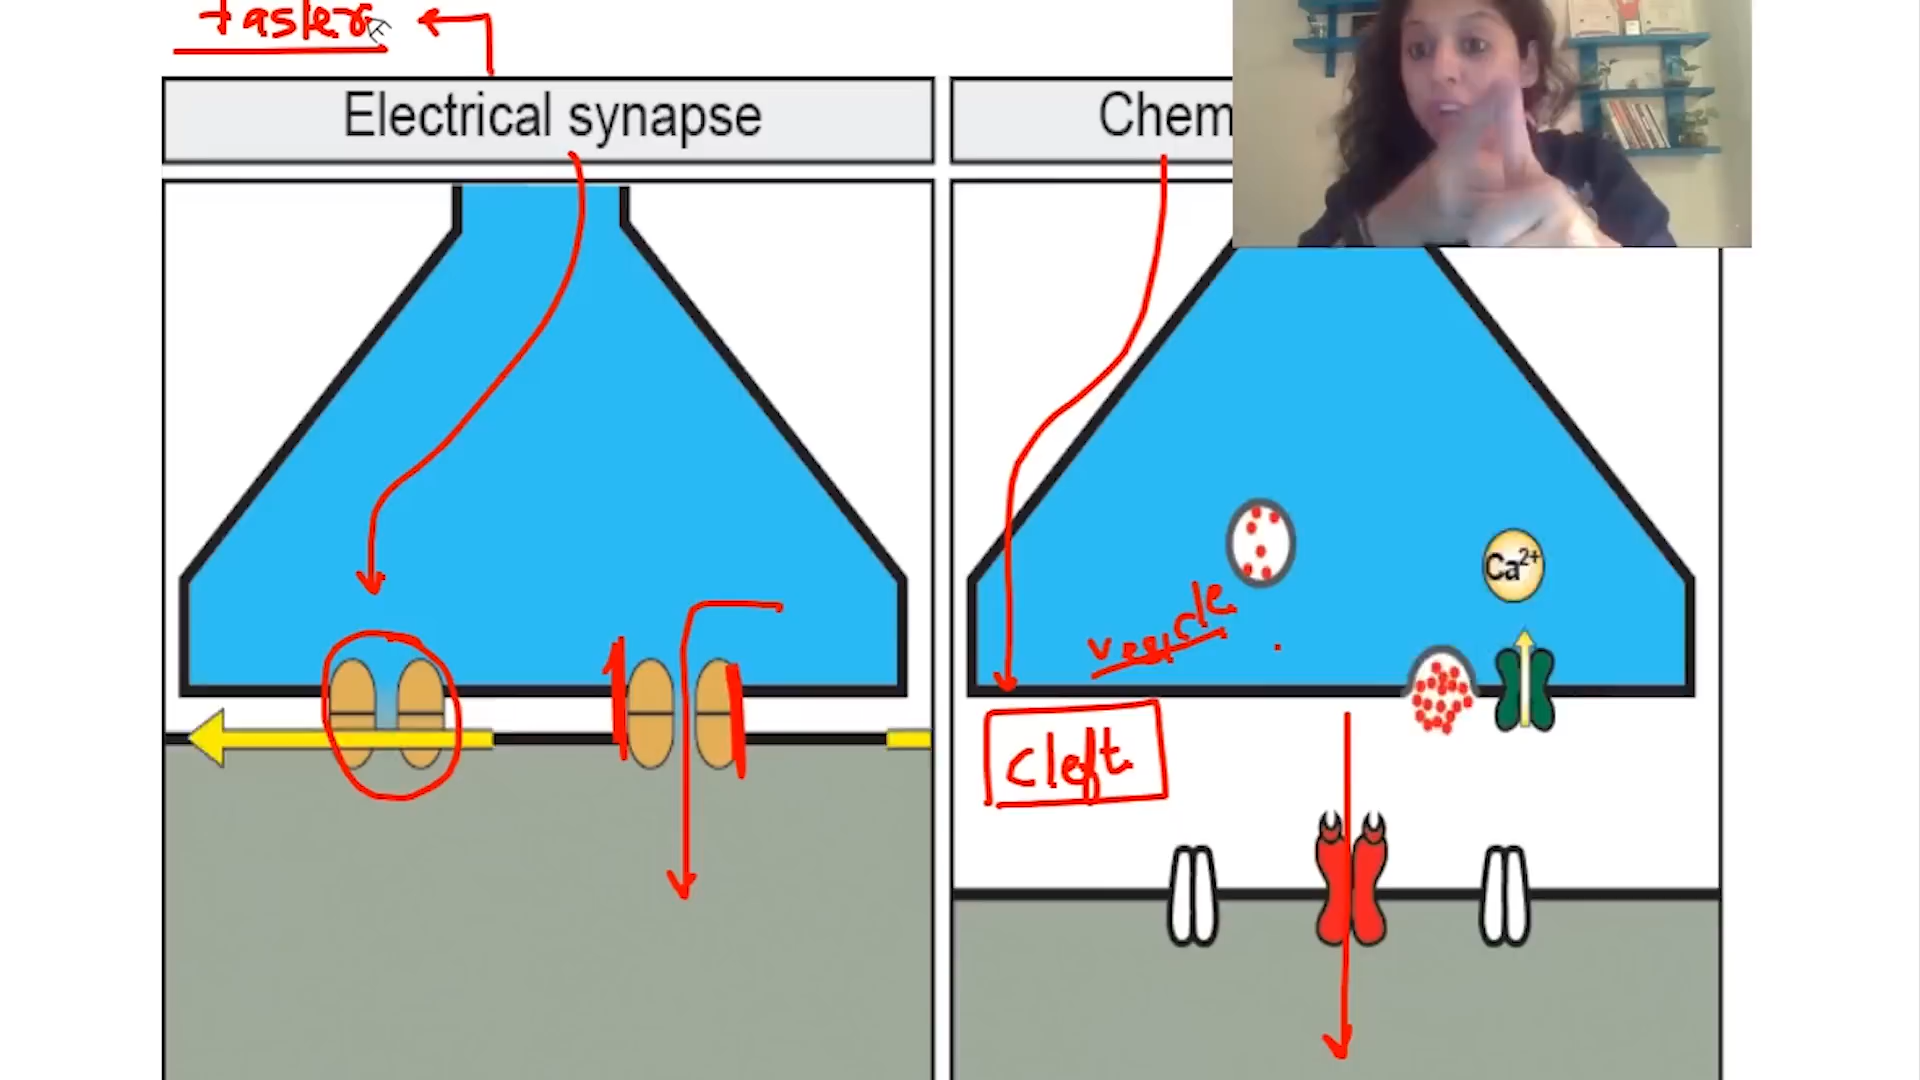 faster
Electrical synapse
Chem
Ca²⁺
vesicle
Cleft